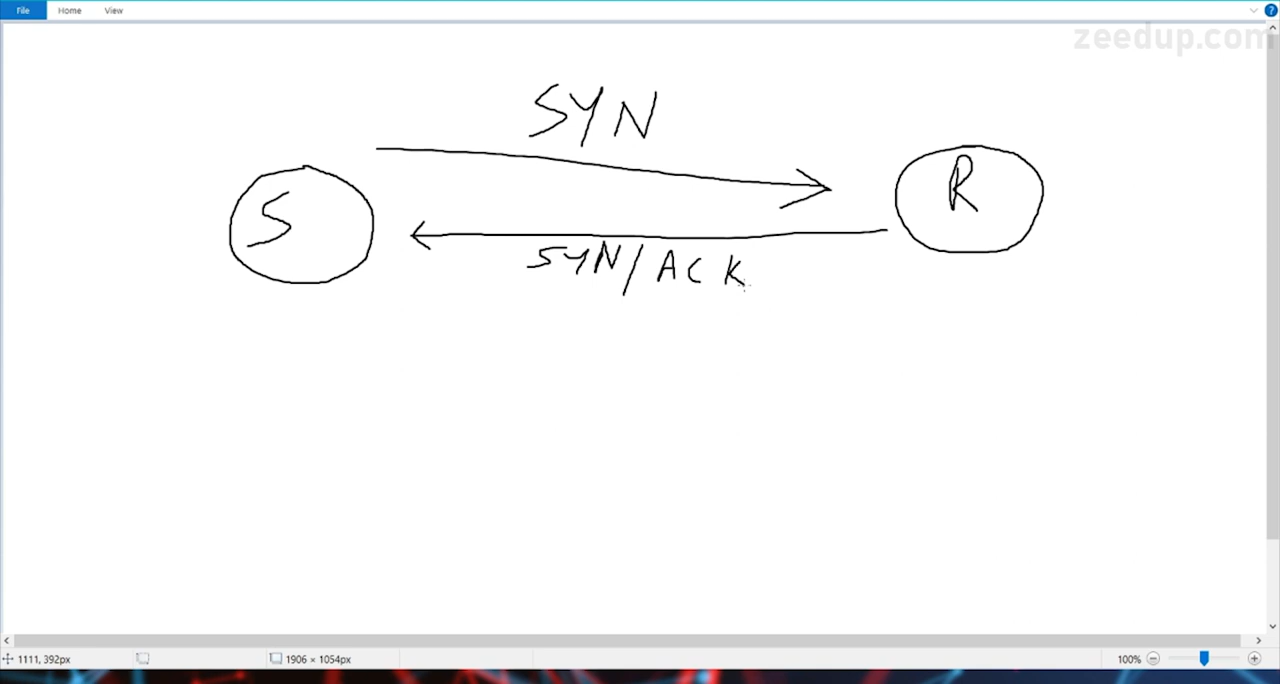 File Home View
zeedup.com
SYN
S
R
SYN/ACK
1111, 392px
1906 × 1054px
100%